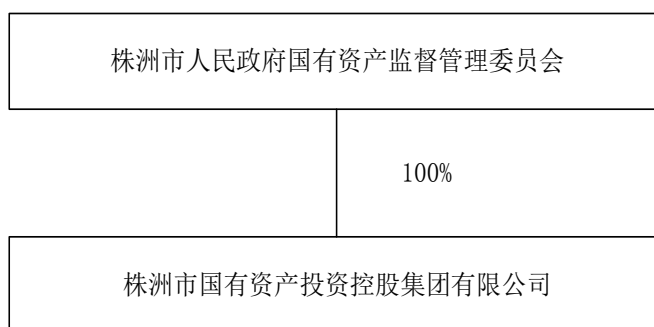 株洲市人民政府国有资产监督管理委员会
100%
株洲市国有资产投资控股集团有限公司